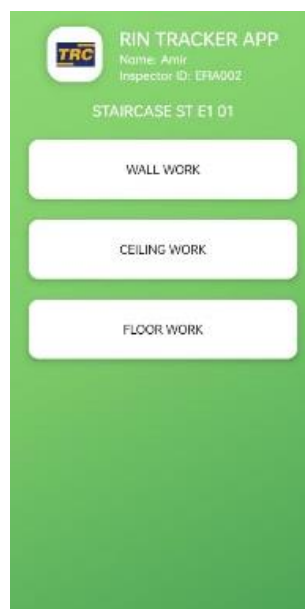 TRC
RIN TRACKER APP
Name: Amir
Inspector ID: EFIA002
STAIRCASE ST E1 01
WALL WORK
CEILING WORK
FLOOR WORK